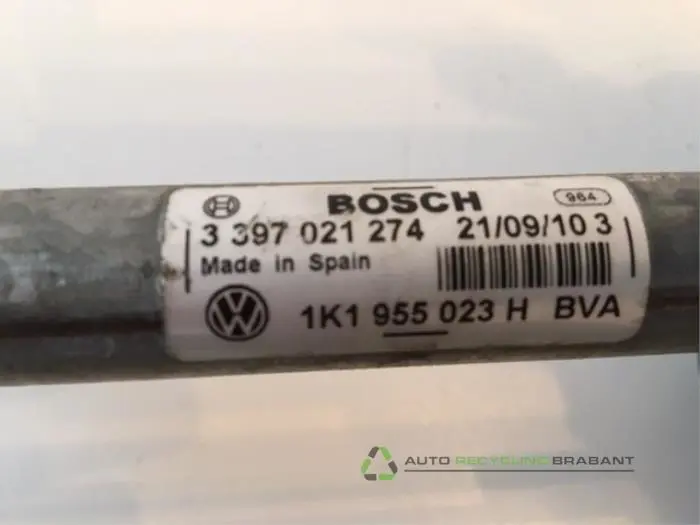 BOSCH 964
3 397 021 274 21/09/10 3
Made in Spain
1K1 955 023 H BVA
AUTO RECYCLING BRABANT